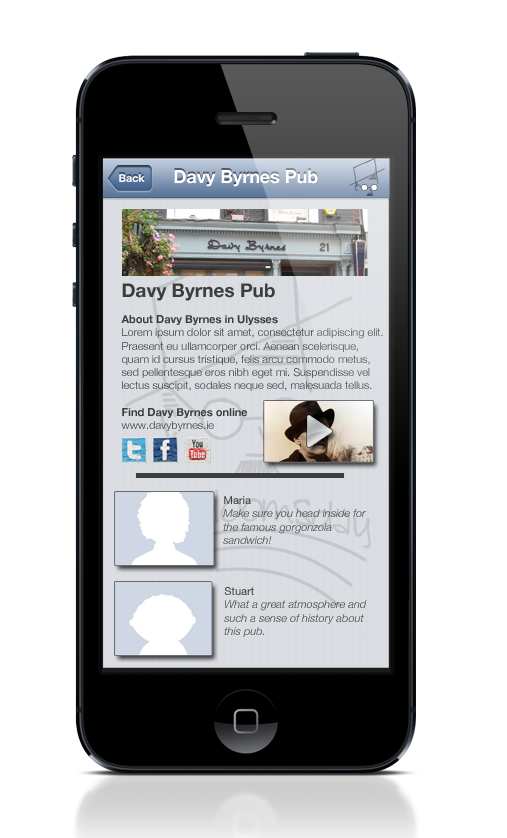 Back
Davy Byrnes Pub
Davy Byrnes
21
Davy Byrnes Pub
About Davy Byrnes in Ulysses
Lorem ipsum dolor sit amet, consectetur adipiscing elit.
Praesent eu ullamcorper orci. Aenean scelerisque,
quam id cursus tristique, felis arcu commodo metus,
sed pellentesque eros nibh eget mi. Suspendisse vel
lectus suscipit, sodales neque sed, malesuada tellus.
Find Davy Byrnes online
www.davybyrnes.ie
t
f
You
Tube
Maria
Make sure you head inside for
the famous gorgonzola
sandwich!
Stuart
What a great atmosphere and
such a sense of history about
this pub.